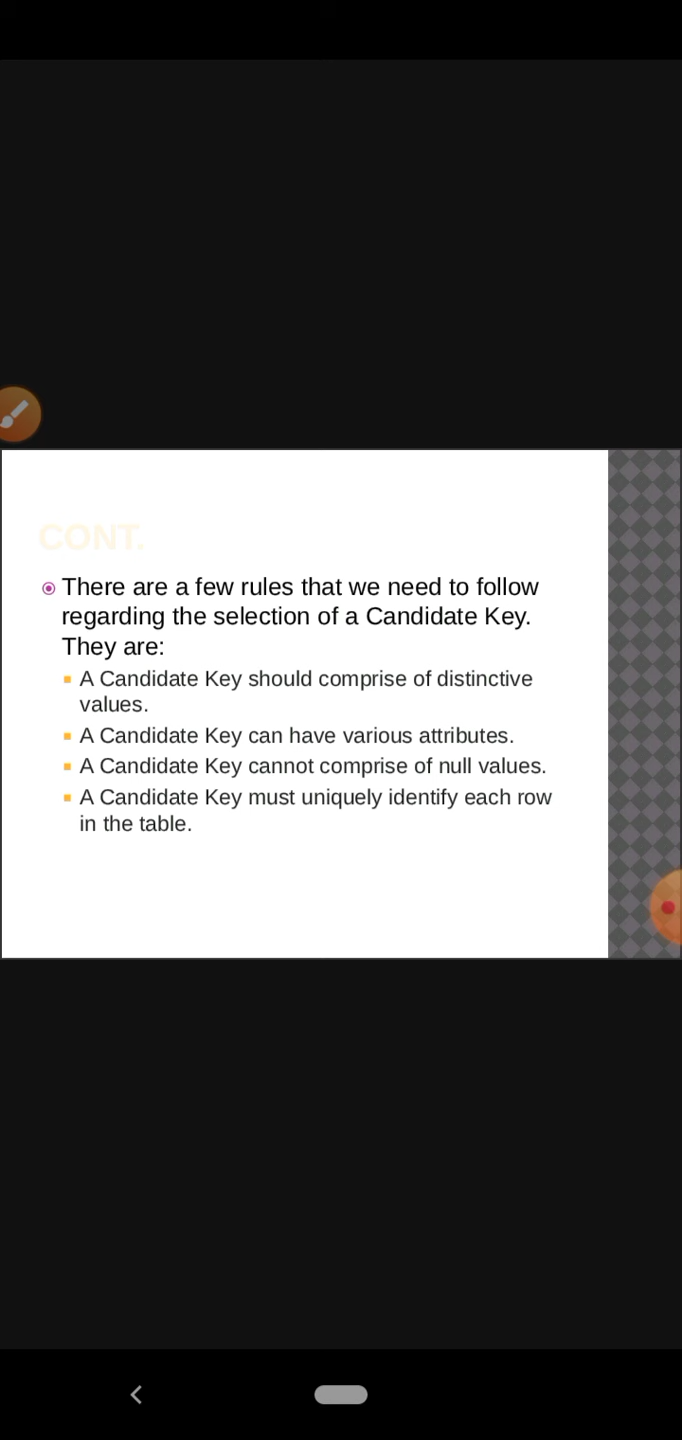 CONT.
There are a few rules that we need to follow
regarding the selection of a Candidate Key.
They are:
A Candidate Key should comprise of distinctive
values.
A Candidate Key can have various attributes.
A Candidate Key cannot comprise of null values.
A Candidate Key must uniquely identify each row
in the table.